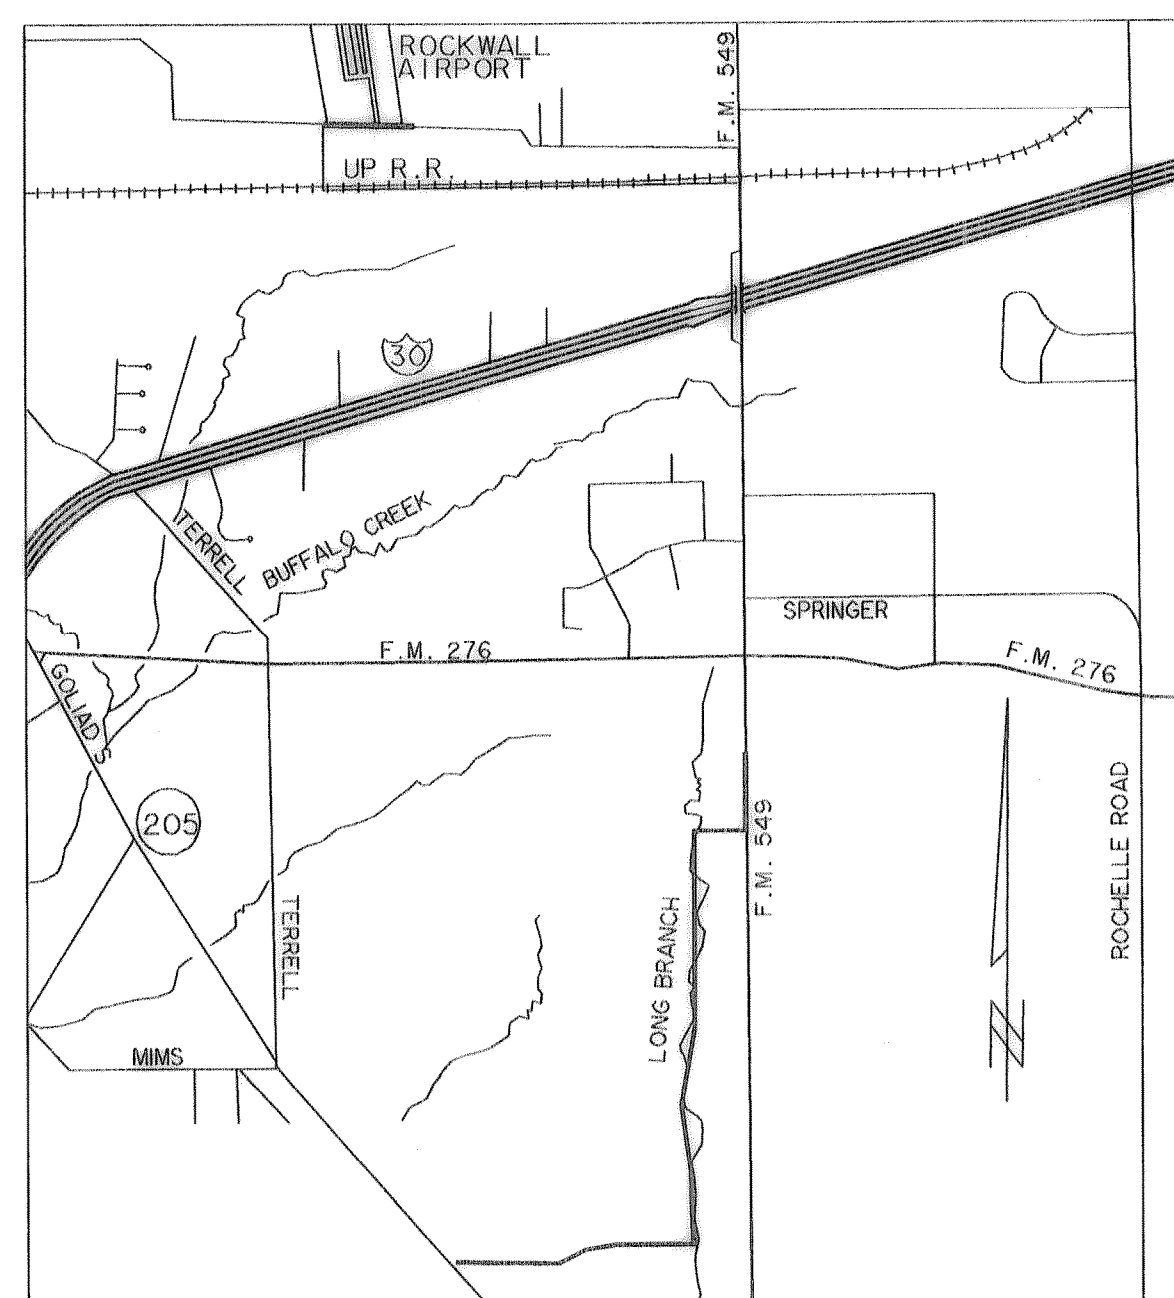 ROCKWALL
AIRPORT
F.M. 549
UP R.R.
30
TERRELL
BUFFALO CREEK
SPRINGER
F.M. 276
F.M. 276
GOLIAD S
205
ROCHELLE ROAD
F.M. 549
TERRELL
LONG BRANCH
N
MIMS